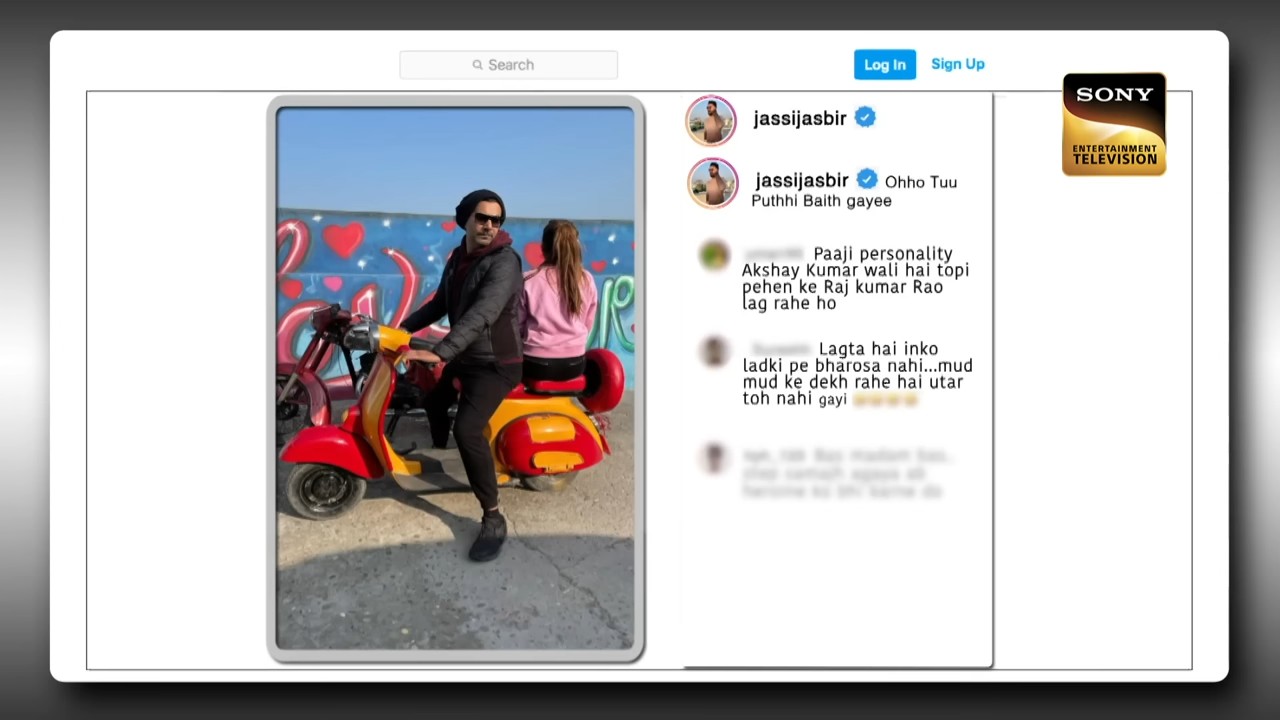 Search
Log In
Sign Up
SONY
ENTERTAINMENT
TELEVISION
jassijasbir
jassijasbir Ohho Tuu
Puthhi Baith gayee
Paaji personality
Akshay Kumar wali hai topi
pehen ke Raj kumar Rao
lag rahe ho
Lagta hai inko
ladki pe bharosa nahi...mud
mud ke dekh rahe hai utar
toh nahi gayi